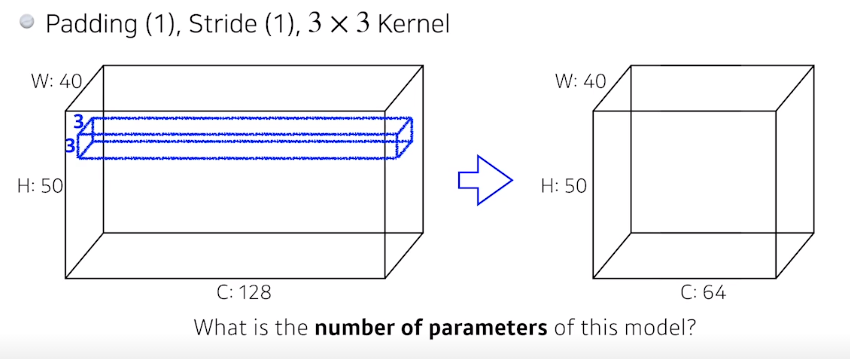 Padding (1), Stride (1), 3 × 3 Kernel
W: 40
3
3
H: 50
C: 128
W: 40
H: 50
C: 64
What is the number of parameters of this model?